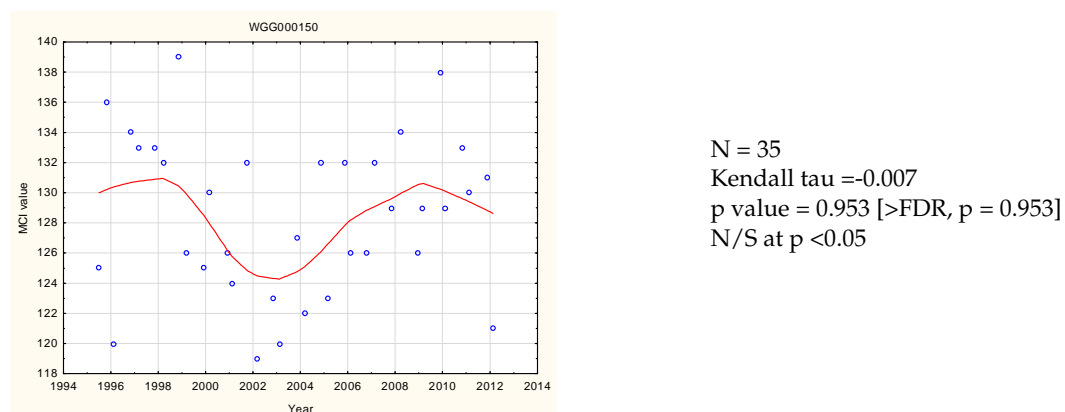 WGG000150
140
138
136
134
132
130
128
126
124
122
120
118
MCI value
1994 1996 1998 2000 2002 2004 2006 2008 2010 2012 2014
Year
N = 35
Kendall tau =-0.007
p value = 0.953 [>FDR, p = 0.953]
N/S at p <0.05